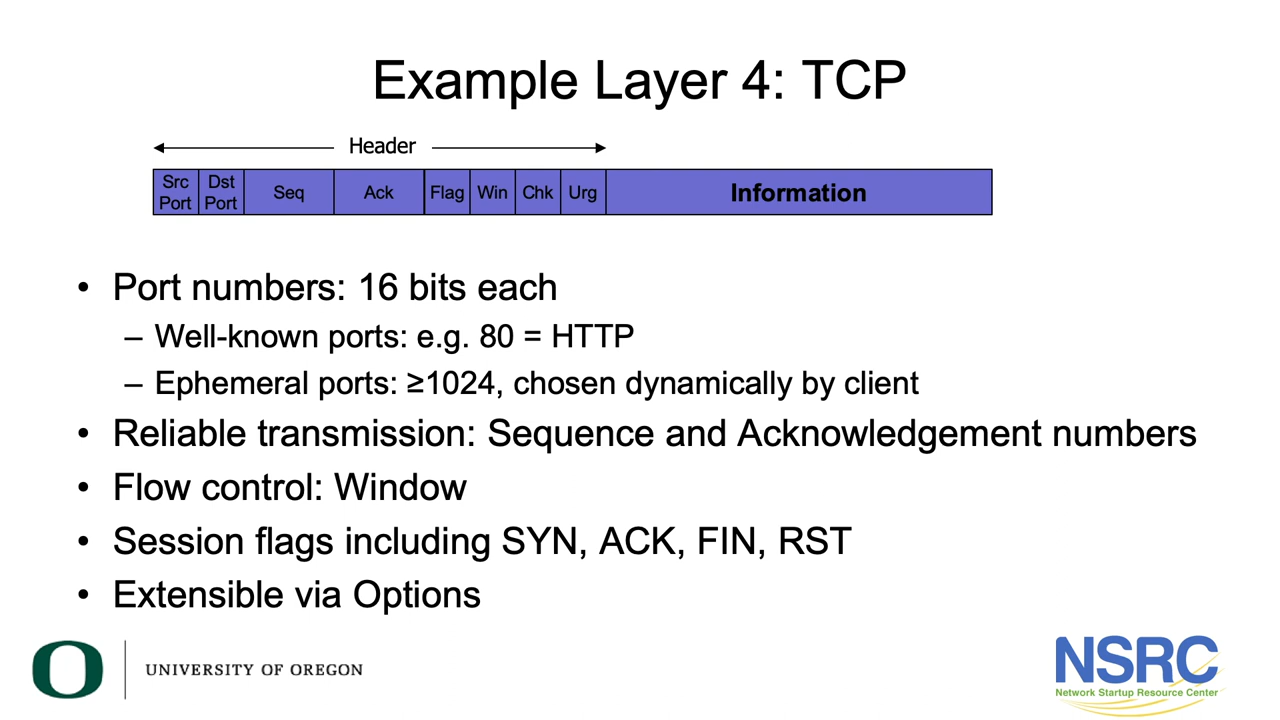 Example Layer 4: TCP
Header
Src Port
Dst Port
Seq
Ack
Flag
Win
Chk
Urg
Information
• Port numbers: 16 bits each
– Well-known ports: e.g. 80 = HTTP
– Ephemeral ports: ≥1024, chosen dynamically by client
• Reliable transmission: Sequence and Acknowledgement numbers
• Flow control: Window
• Session flags including SYN, ACK, FIN, RST
• Extensible via Options
O
UNIVERSITY OF OREGON
NSRC
Network Startup Resource Center